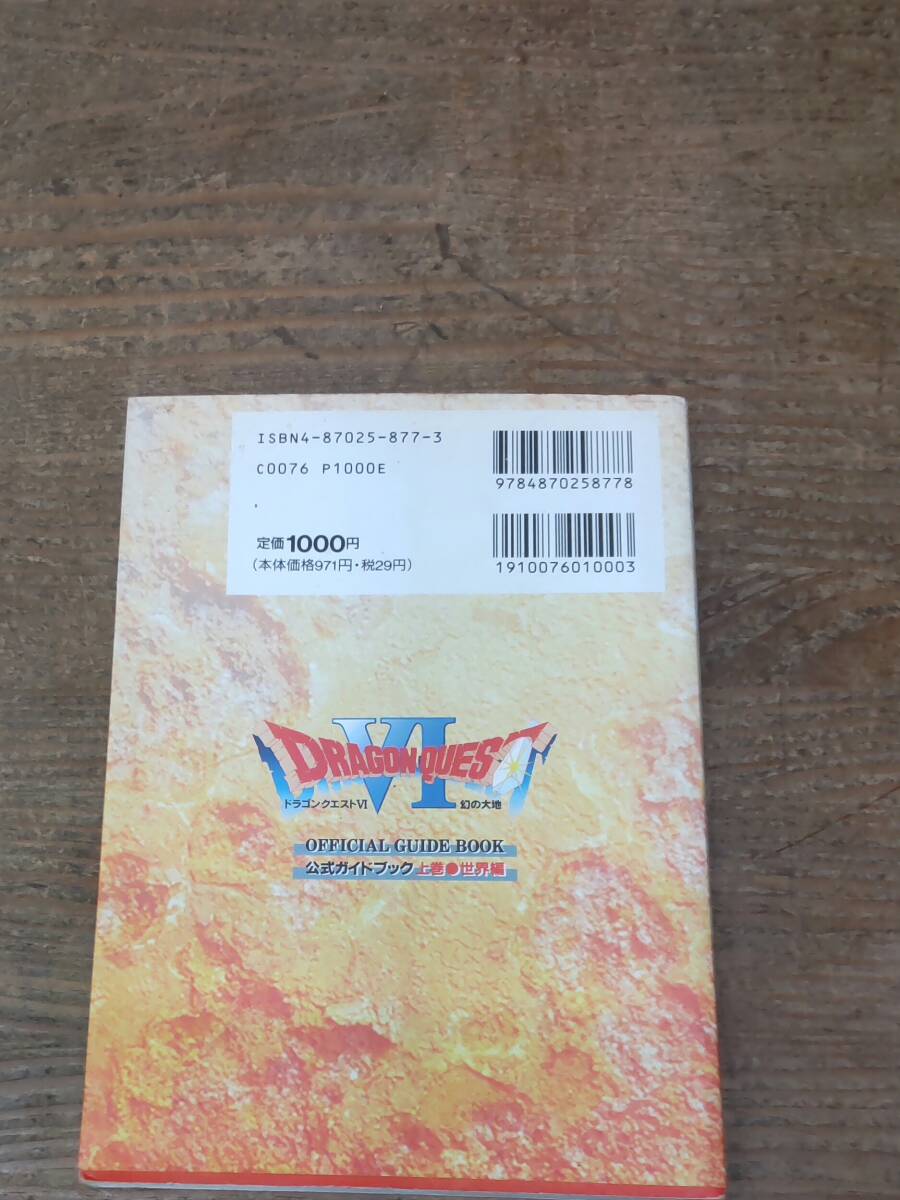 ISBN4-87025-877-3
C0076 P1000E
9784870258778
定価1000円
(本体価格971円・税29円)
1910076010003
DRAGON QUEST
VI
ドラゴンクエストVI 幻の大地
OFFICIAL GUIDE BOOK
公式ガイドブック上巻●世界編